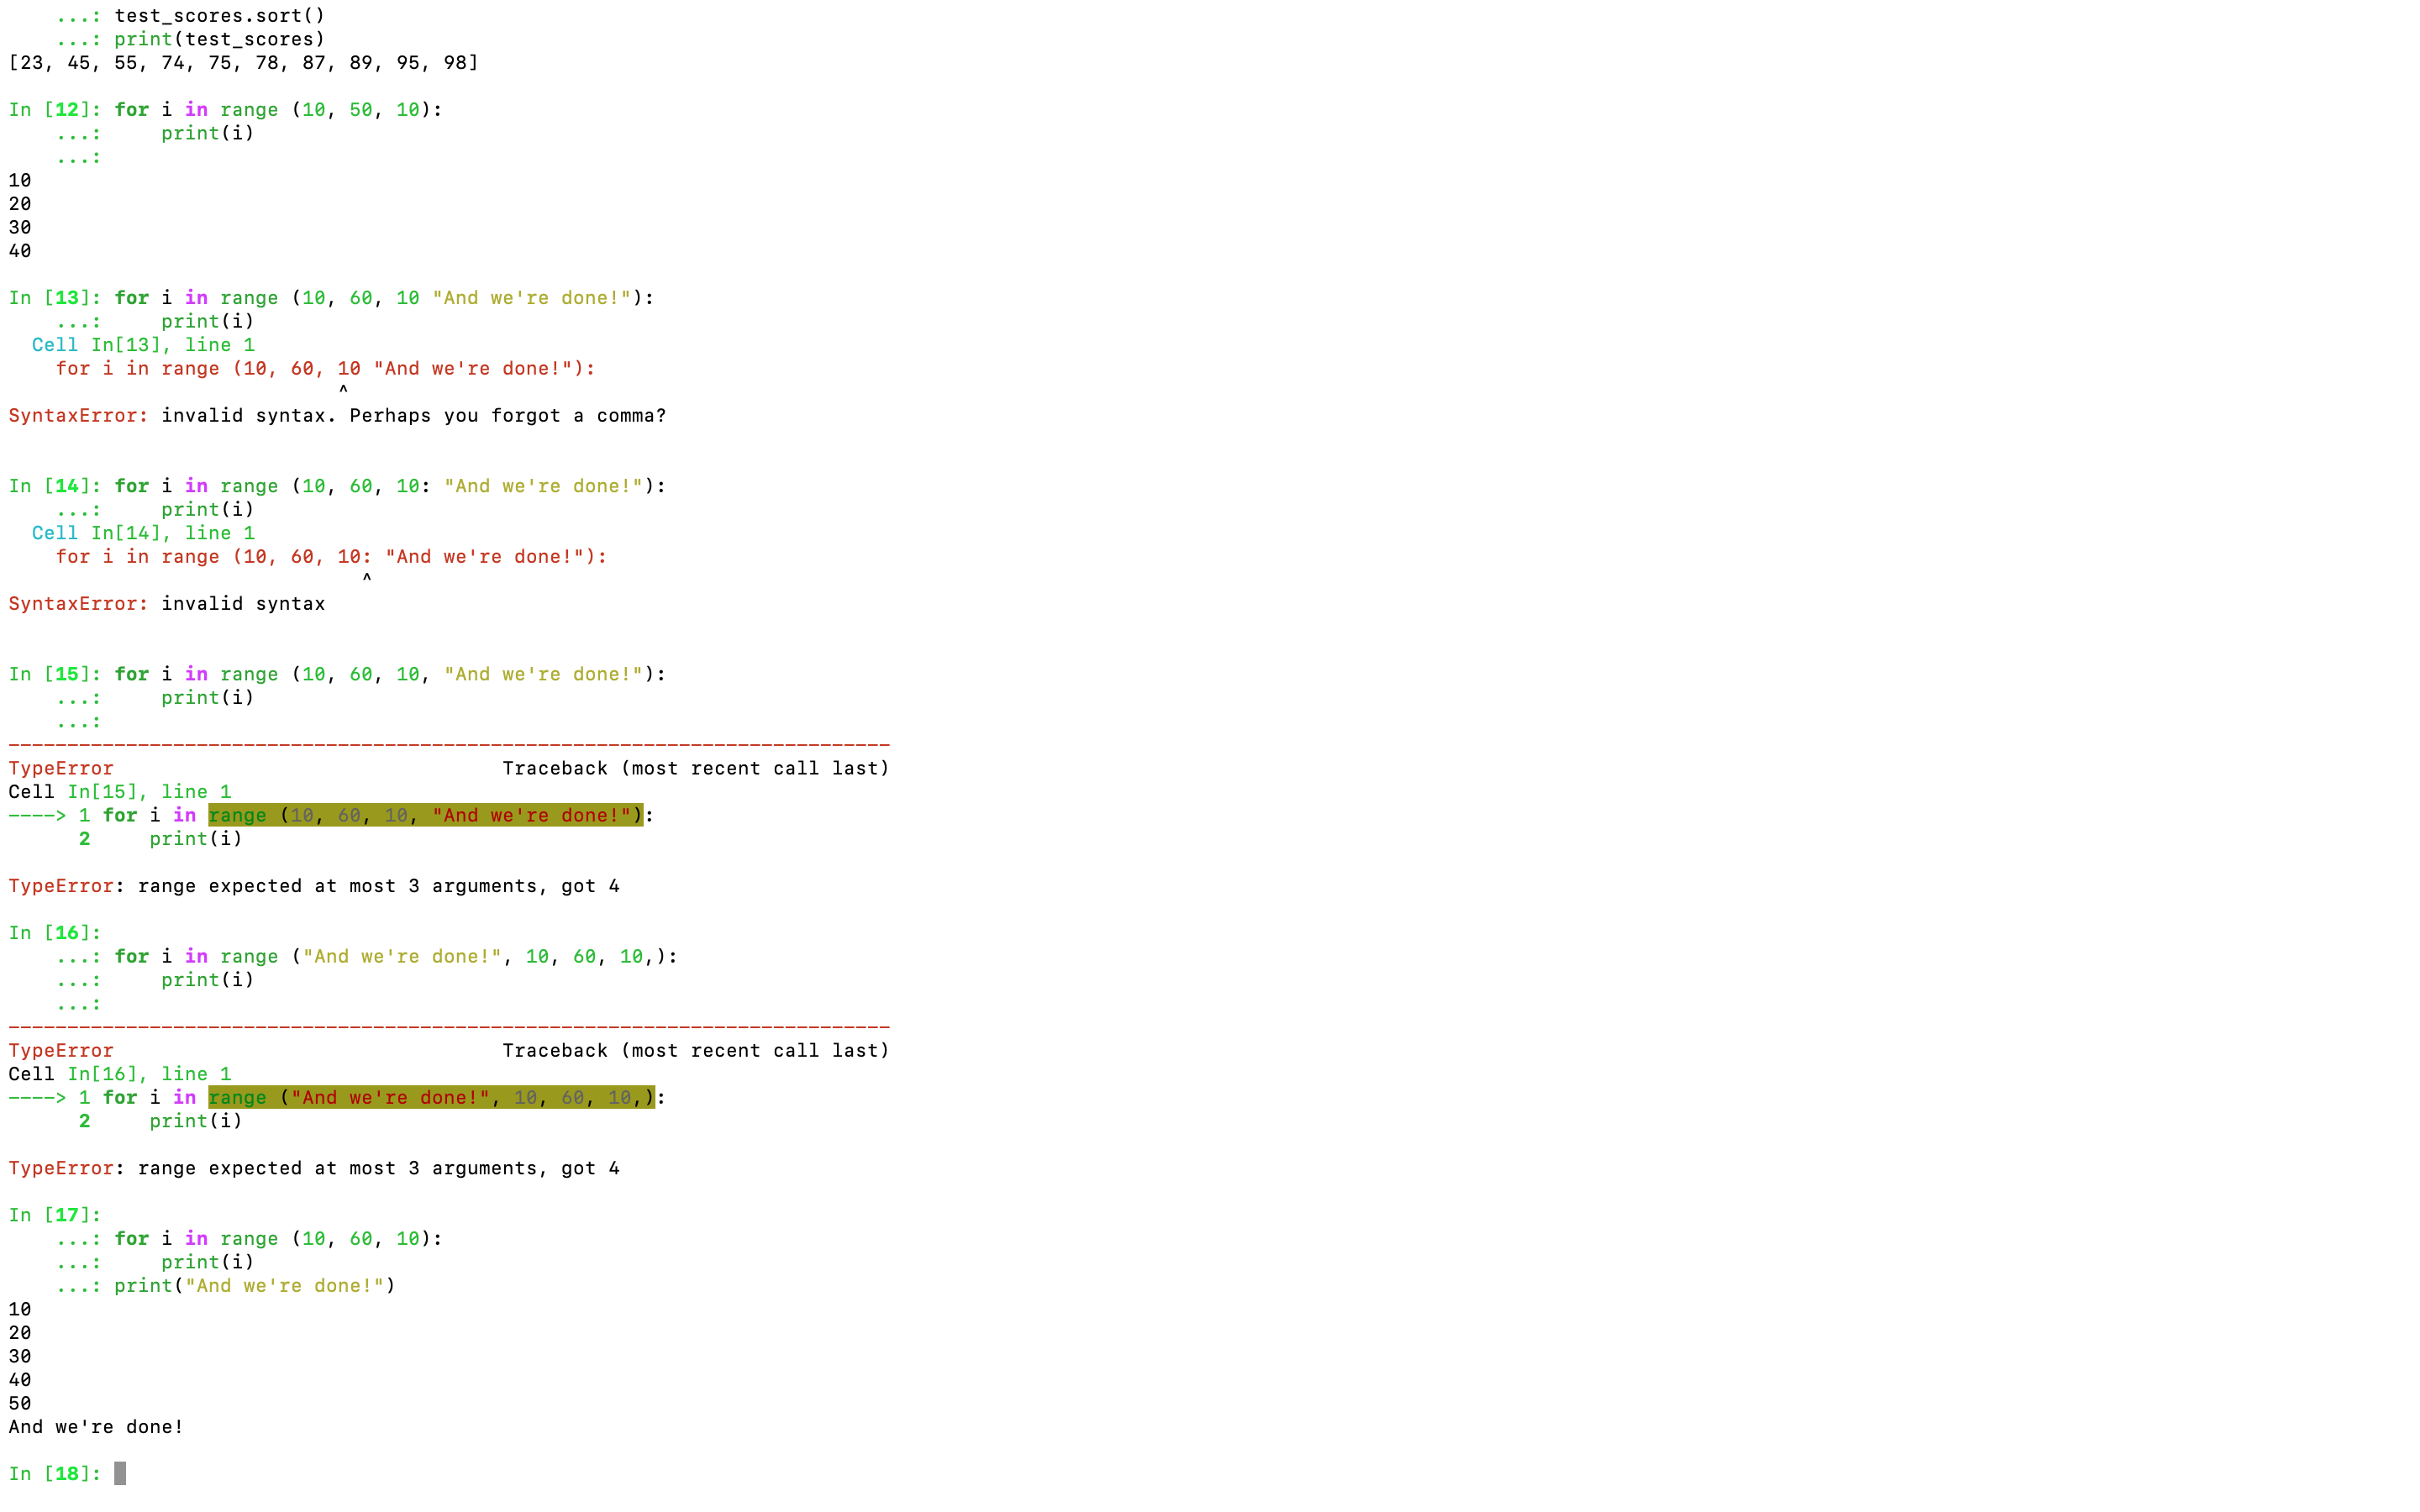 ...: test_scores.sort()
    ...: print(test_scores)
[23, 45, 55, 74, 75, 78, 87, 89, 95, 98]
In [12]: for i in range (10, 50, 10):
    ...:     print(i)
    ...:
10
20
30
40
In [13]: for i in range (10, 60, 10 "And we're done!"):
    ...:     print(i)
  Cell In[13], line 1
    for i in range (10, 60, 10 "And we're done!"):
                            ^
SyntaxError: invalid syntax. Perhaps you forgot a comma?
In [14]: for i in range (10, 60, 10: "And we're done!"):
    ...:     print(i)
  Cell In[14], line 1
    for i in range (10, 60, 10: "And we're done!"):
                              ^
SyntaxError: invalid syntax
In [15]: for i in range (10, 60, 10, "And we're done!"):
    ...:     print(i)
    ...:
---------------------------------------------------------------------------
TypeError                                 Traceback (most recent call last)
Cell In[15], line 1
----> 1 for i in range (10, 60, 10, "And we're done!"):
      2     print(i)
TypeError: range expected at most 3 arguments, got 4
In [16]:
    ...: for i in range ("And we're done!", 10, 60, 10,):
    ...:     print(i)
    ...:
---------------------------------------------------------------------------
TypeError                                 Traceback (most recent call last)
Cell In[16], line 1
----> 1 for i in range ("And we're done!", 10, 60, 10,):
      2     print(i)
TypeError: range expected at most 3 arguments, got 4
In [17]:
    ...: for i in range (10, 60, 10):
    ...:     print(i)
    ...: print("And we're done!")
10
20
30
40
50
And we're done!
In [18]: